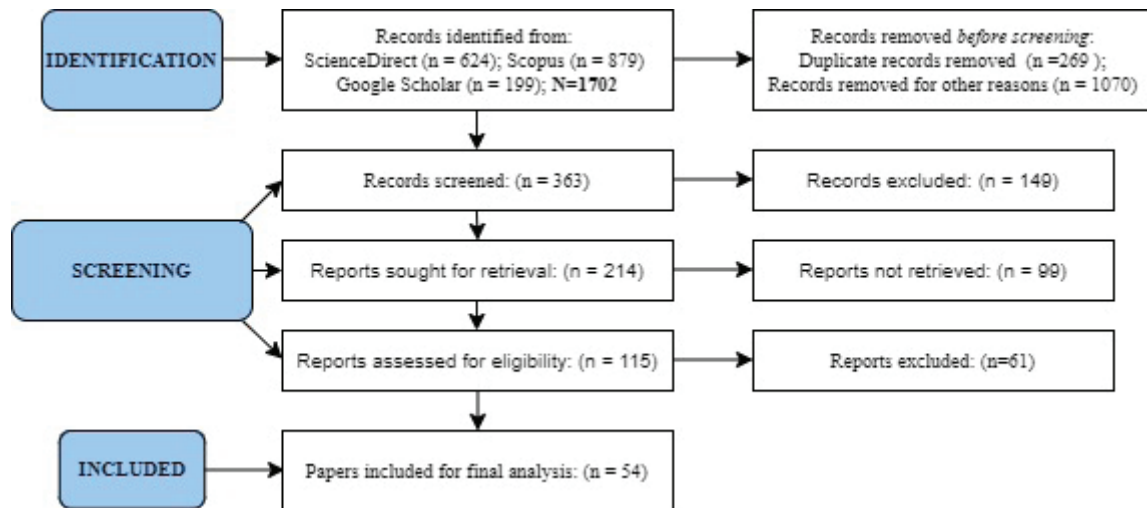 IDENTIFICATION
Records identified from:
ScienceDirect (n = 624); Scopus (n = 879)
Google Scholar (n = 199); N=1702
Records removed before screening:
Duplicate records removed (n =269 );
Records removed for other reasons (n = 1070)
SCREENING
Records screened: (n = 363)
Records excluded: (n = 149)
Reports sought for retrieval: (n = 214)
Reports not retrieved: (n = 99)
Reports assessed for eligibility: (n = 115)
Reports excluded: (n=61)
INCLUDED
Papers included for final analysis: (n = 54)